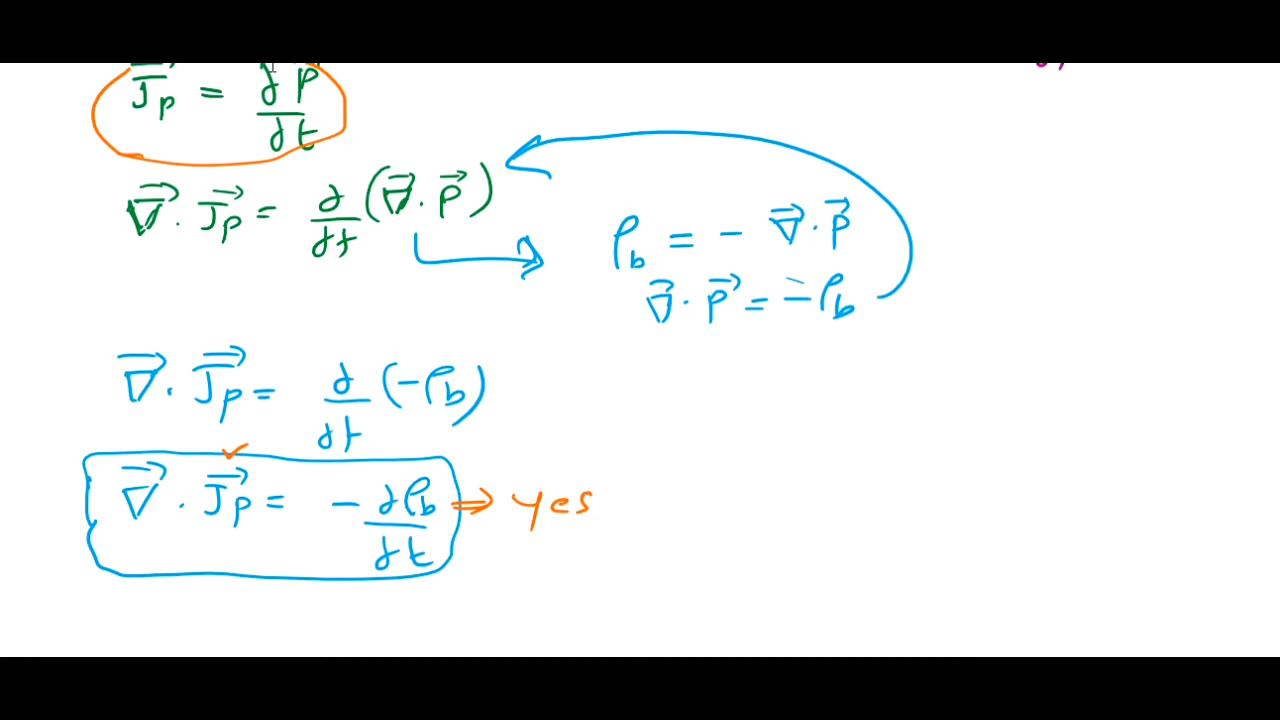 J⃗p = ∂P⃗/∂t
∇⃗ · J⃗p = ∂/∂t (∇⃗ · P⃗)
ρb = − ∇⃗ · P⃗
∇⃗ · P⃗ = −ρb
∇⃗ · J⃗p = ∂/∂t (−ρb)
∇⃗ · J⃗p = − ∂ρb/∂t ⇒ yes